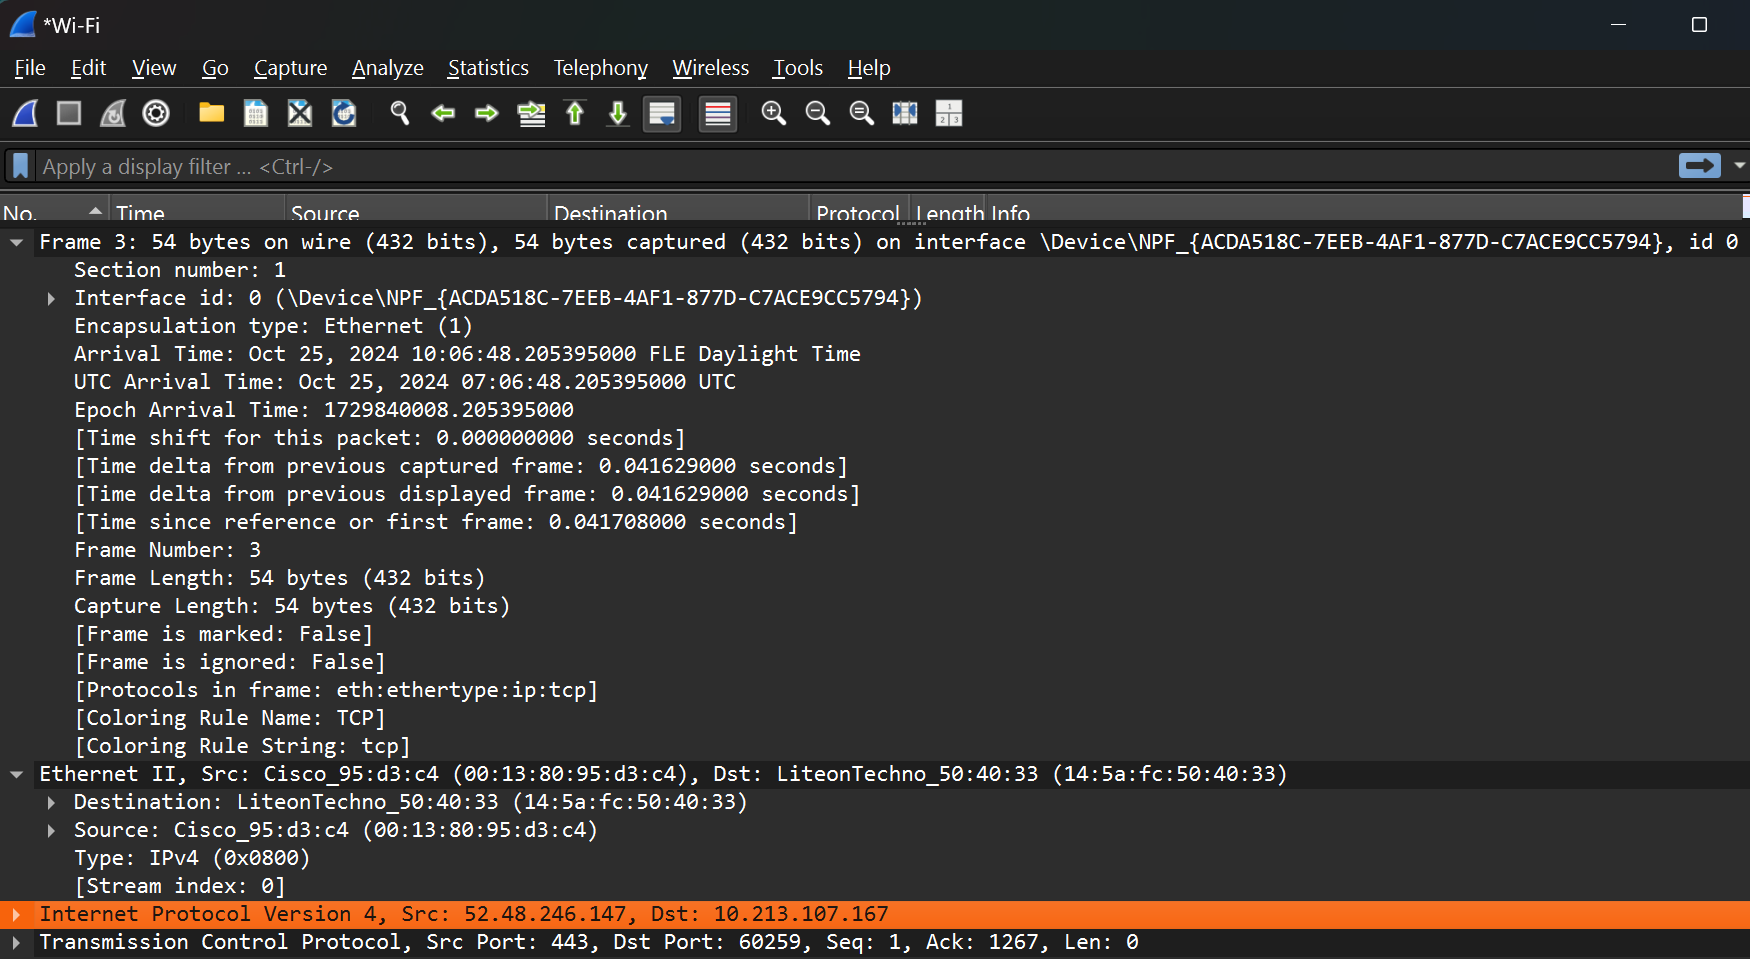 *Wi-Fi
File Edit View Go Capture Analyze Statistics Telephony Wireless Tools Help
Apply a display filter ... <Ctrl-/>
No. Time Source Destination Protocol Length Info
Frame 3: 54 bytes on wire (432 bits), 54 bytes captured (432 bits) on interface \Device\NPF_{ACDA518C-7EEB-4AF1-877D-C7ACE9CC5794}, id 0
Section number: 1
Interface id: 0 (\Device\NPF_{ACDA518C-7EEB-4AF1-877D-C7ACE9CC5794})
Encapsulation type: Ethernet (1)
Arrival Time: Oct 25, 2024 10:06:48.205395000 FLE Daylight Time
UTC Arrival Time: Oct 25, 2024 07:06:48.205395000 UTC
Epoch Arrival Time: 1729840008.205395000
[Time shift for this packet: 0.000000000 seconds]
[Time delta from previous captured frame: 0.041629000 seconds]
[Time delta from previous displayed frame: 0.041629000 seconds]
[Time since reference or first frame: 0.041708000 seconds]
Frame Number: 3
Frame Length: 54 bytes (432 bits)
Capture Length: 54 bytes (432 bits)
[Frame is marked: False]
[Frame is ignored: False]
[Protocols in frame: eth:ethertype:ip:tcp]
[Coloring Rule Name: TCP]
[Coloring Rule String: tcp]
Ethernet II, Src: Cisco_95:d3:c4 (00:13:80:95:d3:c4), Dst: LiteonTechno_50:40:33 (14:5a:fc:50:40:33)
Destination: LiteonTechno_50:40:33 (14:5a:fc:50:40:33)
Source: Cisco_95:d3:c4 (00:13:80:95:d3:c4)
Type: IPv4 (0x0800)
[Stream index: 0]
Internet Protocol Version 4, Src: 52.48.246.147, Dst: 10.213.107.167
Transmission Control Protocol, Src Port: 443, Dst Port: 60259, Seq: 1, Ack: 1267, Len: 0